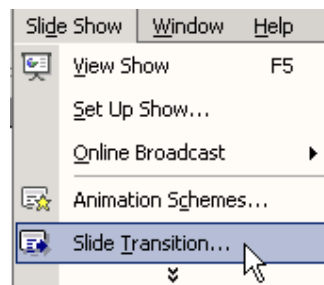 Slide Show Window Help
View Show F5
Set Up Show...
Online Broadcast
Animation Schemes...
Slide Transition...